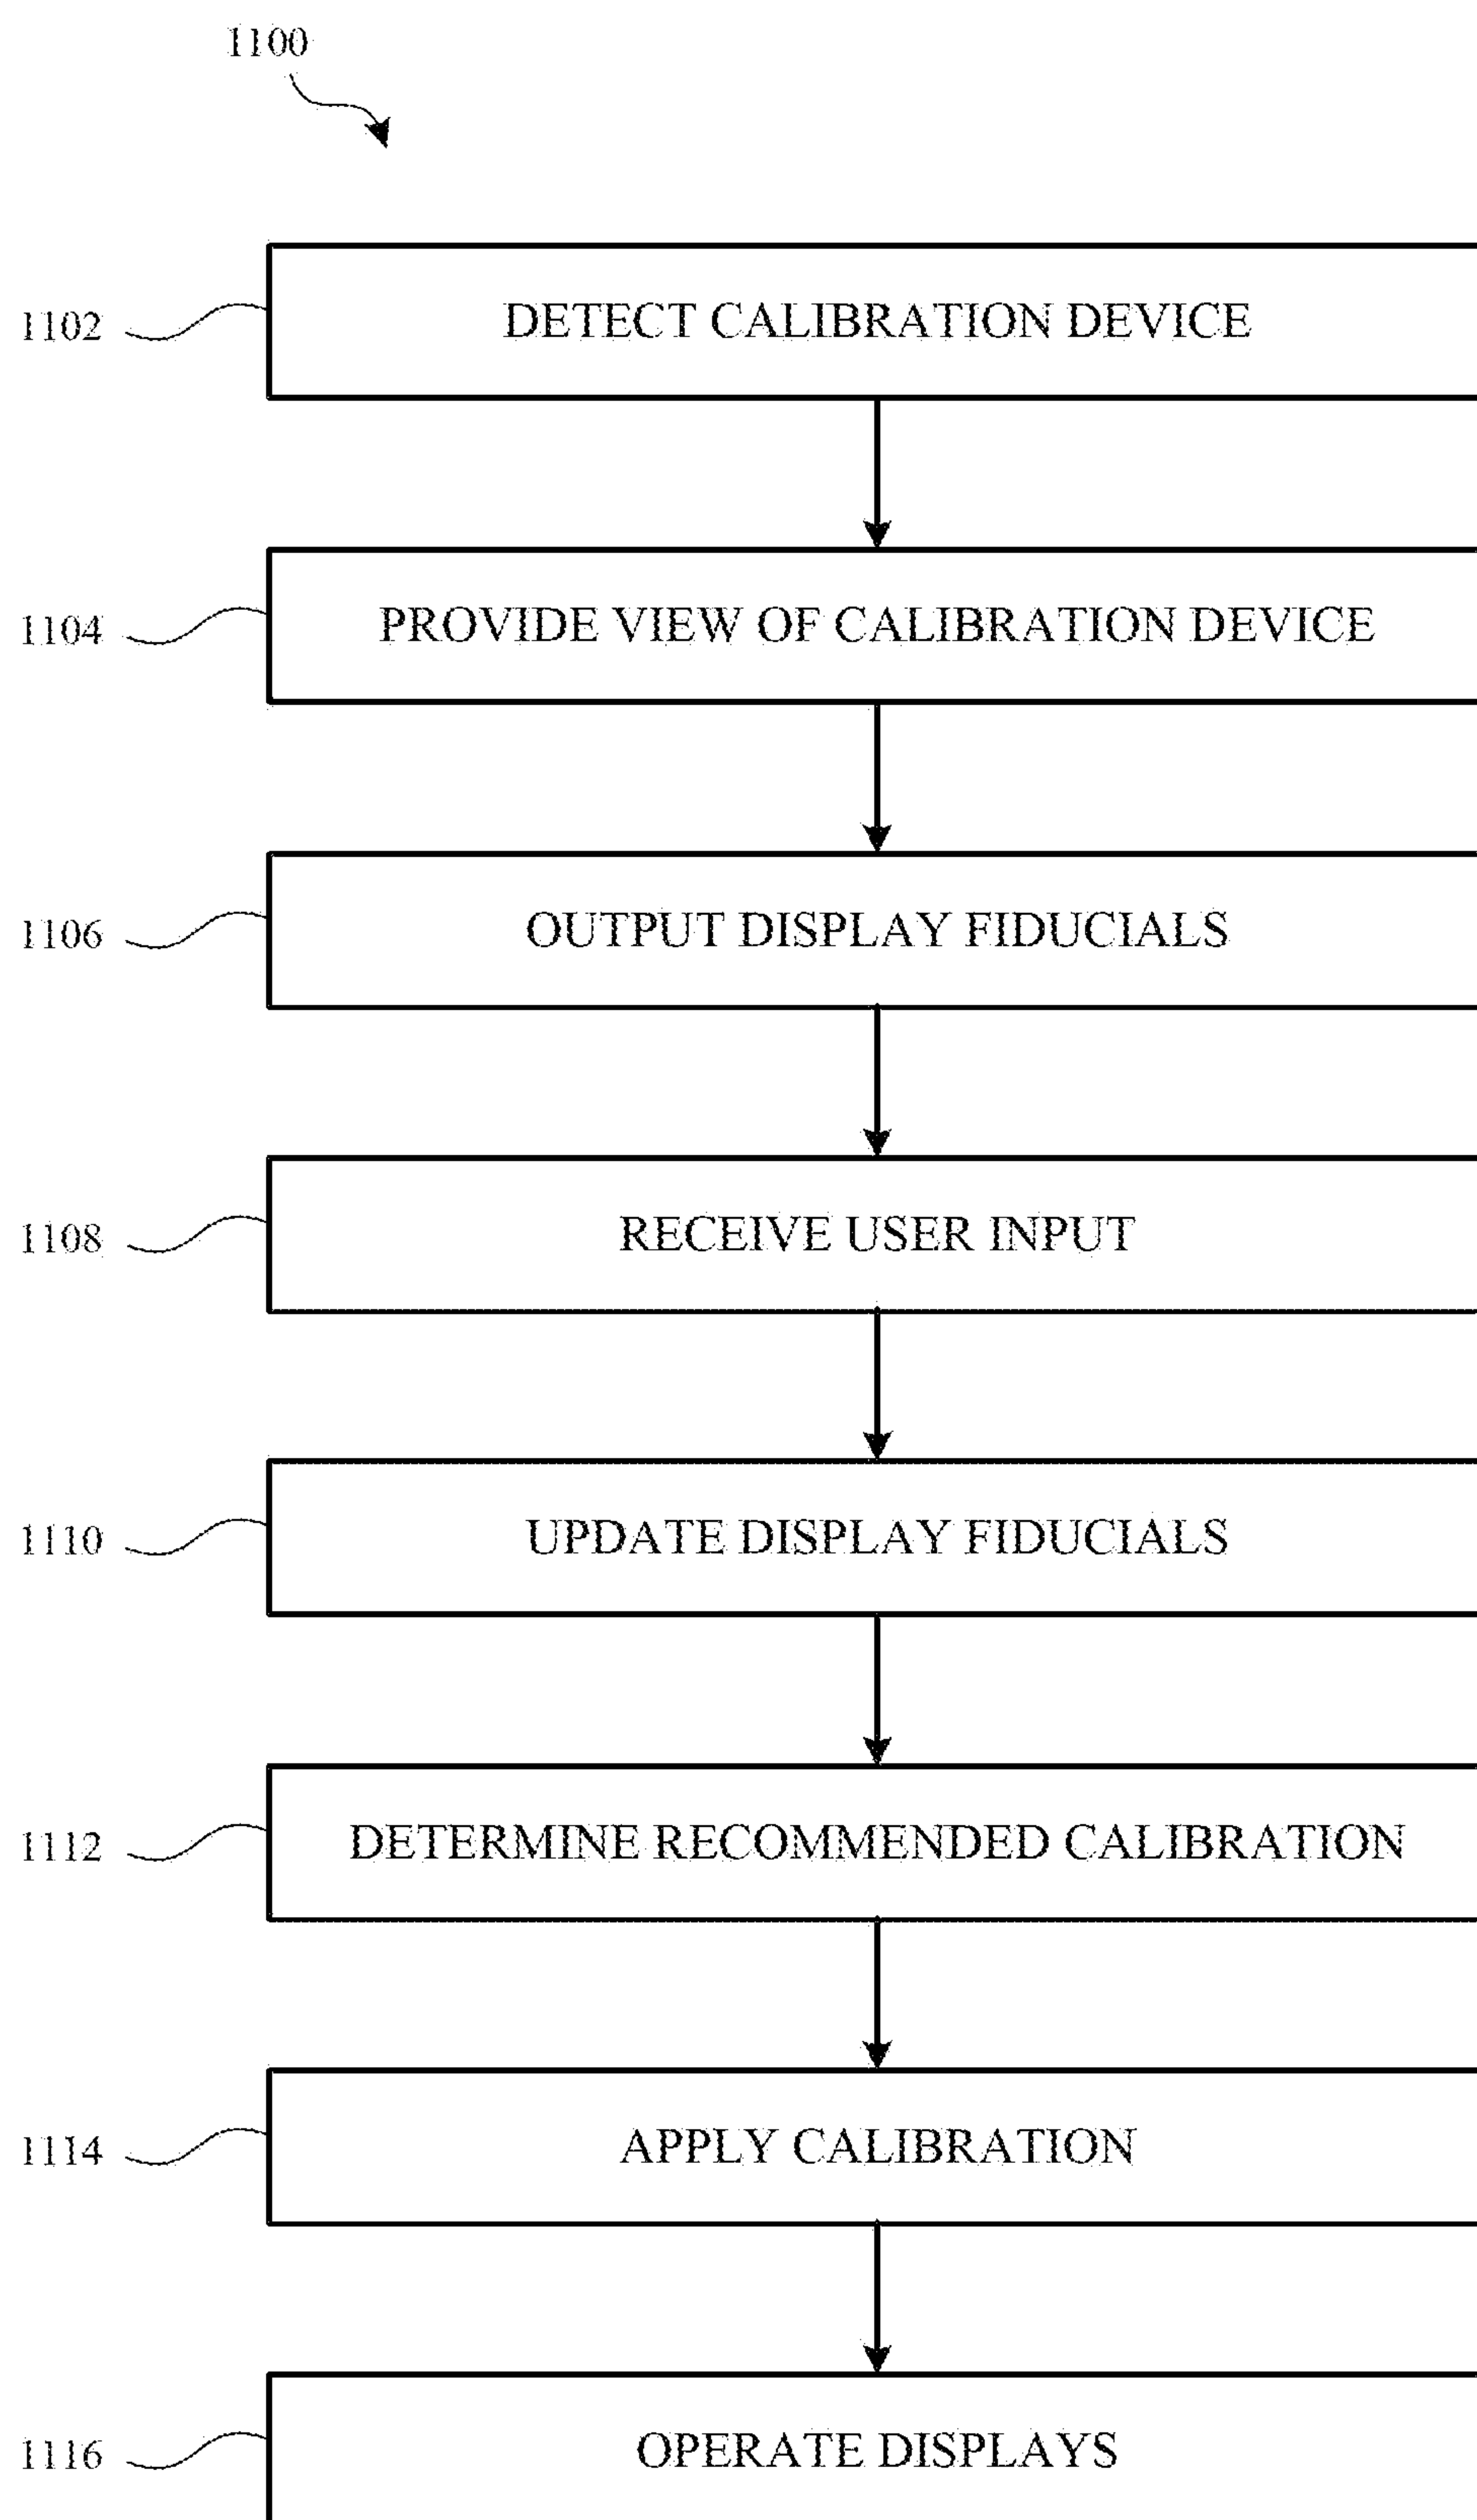 1100
1102 DETECT CALIBRATION DEVICE
1104 PROVIDE VIEW OF CALIBRATION DEVICE
1106 OUTPUT DISPLAY FIDUCIALS
1108 RECEIVE USER INPUT
1110 UPDATE DISPLAY FIDUCIALS
1112 DETERMINE RECOMMENDED CALIBRATION
1114 APPLY CALIBRATION
1116 OPERATE DISPLAYS